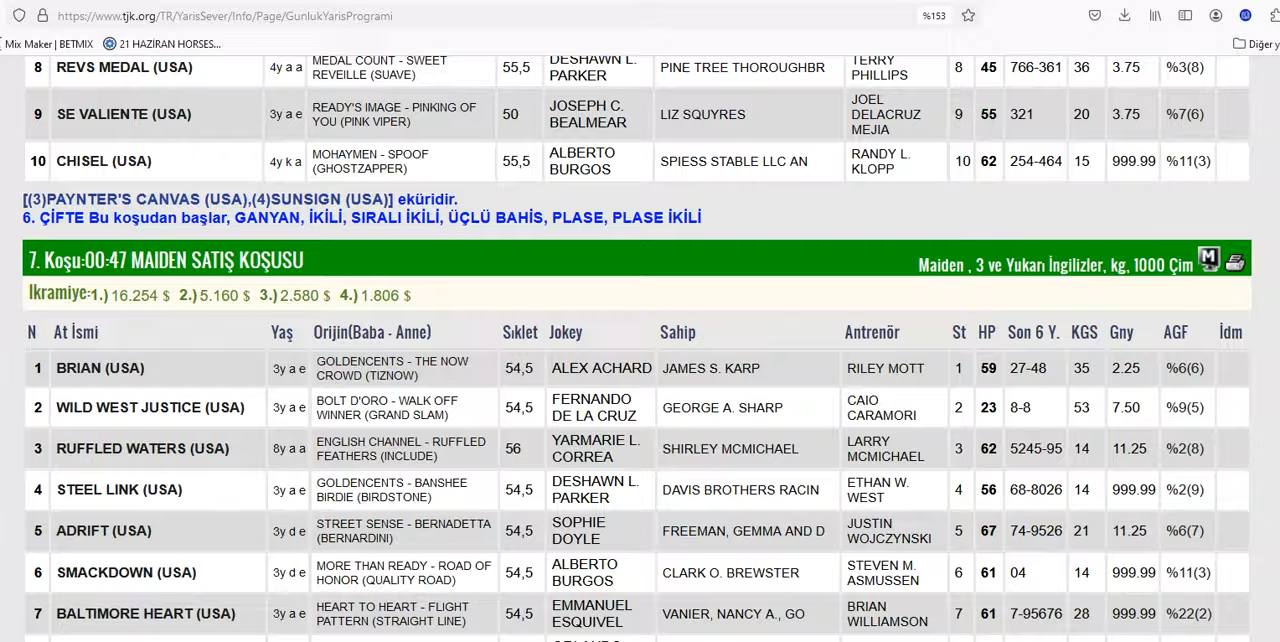 https://www.tjk.org/TR/YarisSever/Info/Page/GunlukYarisProgrami %153
Mix Maker | BETMIX 21 HAZİRAN HORSES... Diğer y
8 REVS MEDAL (USA) 4y a a MEDAL COUNT - SWEET REVEILLE (SUAVE) 55,5 DESHAWN L. PARKER PINE TREE THOROUGHBR TERRY PHILLIPS 8 45 766-361 36 3.75 %3(8)
9 SE VALIENTE (USA) 3y a e READY'S IMAGE - PINKING OF YOU (PINK VIPER) 50 JOSEPH C. BEALMEAR LIZ SQUYRES JOEL DELACRUZ MEJIA 9 55 321 20 3.75 %7(6)
10 CHISEL (USA) 4y k a MOHAYMEN - SPOOF (GHOSTZAPPER) 55,5 ALBERTO BURGOS SPIESS STABLE LLC AN RANDY L. KLOPP 10 62 254-464 15 999.99 %11(3)
[(3)PAYNTER'S CANVAS (USA),(4)SUNSIGN (USA)] eküridir.
6. ÇİFTE Bu koşudan başlar, GANYAN, İKİLİ, SIRALI İKİLİ, ÜÇLÜ BAHİS, PLASE, PLASE İKİLİ
7. Koşu:00:47 MAIDEN SATIŞ KOŞUSU Maiden , 3 ve Yukarı İngilizler, kg, 1000 Çim M
İkramiye:1.) 16.254 $ 2.) 5.160 $ 3.) 2.580 $ 4.) 1.806 $
N At İsmi Yaş Orijin(Baba - Anne) Sıklet Jokey Sahip Antrenör St HP Son 6 Y. KGS Gny AGF İdm
1 BRIAN (USA) 3y a e GOLDENCENTS - THE NOW CROWD (TIZNOW) 54,5 ALEX ACHARD JAMES S. KARP RILEY MOTT 1 59 27-48 35 2.25 %6(6)
2 WILD WEST JUSTICE (USA) 3y a e BOLT D'ORO - WALK OFF WINNER (GRAND SLAM) 54,5 FERNANDO DE LA CRUZ GEORGE A. SHARP CAIO CARAMORI 2 23 8-8 53 7.50 %9(5)
3 RUFFLED WATERS (USA) 8y a a ENGLISH CHANNEL - RUFFLED FEATHERS (INCLUDE) 56 YARMARIE L. CORREA SHIRLEY MCMICHAEL LARRY MCMICHAEL 3 62 5245-95 14 11.25 %2(8)
4 STEEL LINK (USA) 3y a e GOLDENCENTS - BANSHEE BIRDIE (BIRDSTONE) 54,5 DESHAWN L. PARKER DAVIS BROTHERS RACIN ETHAN W. WEST 4 56 68-8026 14 999.99 %2(9)
5 ADRIFT (USA) 3y d e STREET SENSE - BERNADETTA (BERNARDINI) 54,5 SOPHIE DOYLE FREEMAN, GEMMA AND D JUSTIN WOJCZYNSKI 5 67 74-9526 21 11.25 %6(7)
6 SMACKDOWN (USA) 3y d e MORE THAN READY - ROAD OF HONOR (QUALITY ROAD) 54,5 ALBERTO BURGOS CLARK O. BREWSTER STEVEN M. ASMUSSEN 6 61 04 14 999.99 %11(3)
7 BALTIMORE HEART (USA) 3y a e HEART TO HEART - FLIGHT PATTERN (STRAIGHT LINE) 54,5 EMMANUEL ESQUIVEL VANIER, NANCY A., GO BRIAN WILLIAMSON 7 61 7-95676 28 999.99 %22(2)